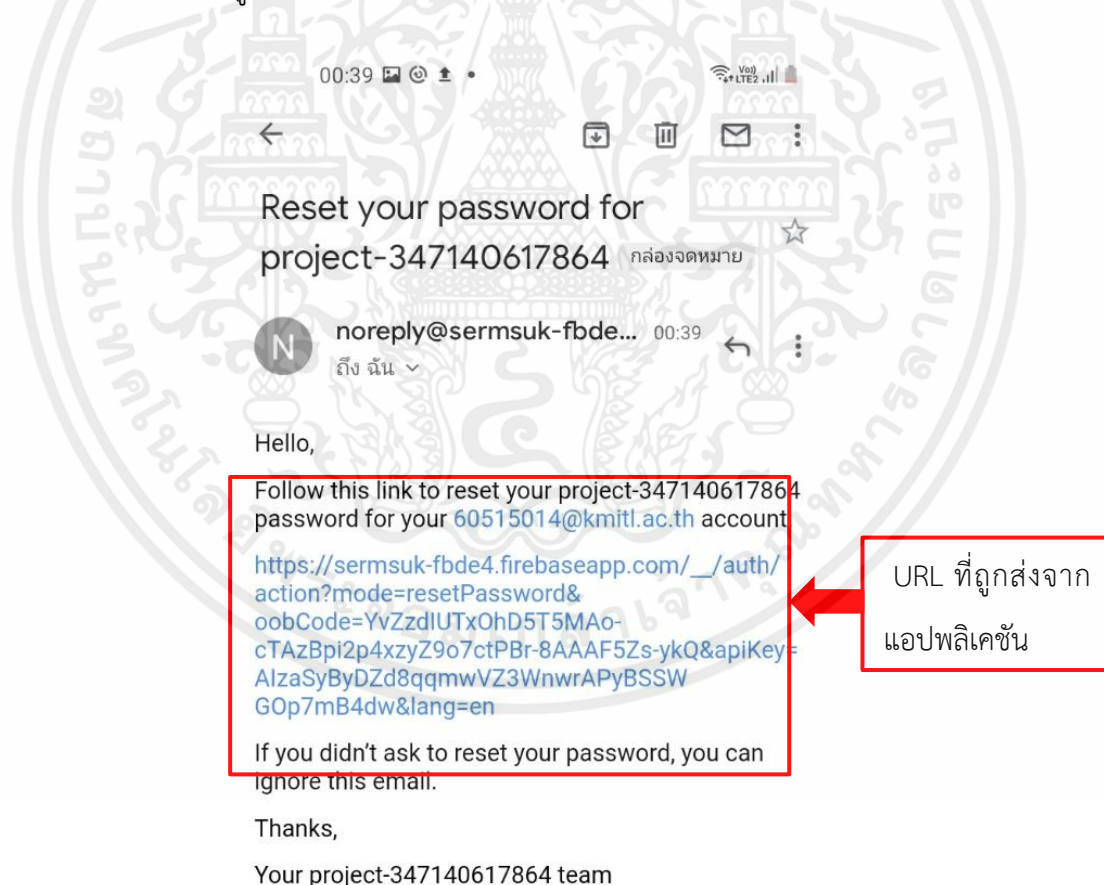 00:39
Reset your password for
project-347140617864 กล่องจดหมาย
N noreply@sermsuk-fbde... 00:39
ถึง ฉัน
Hello,
Follow this link to reset your project-347140617864
password for your 60515014@kmitl.ac.th account.
https://sermsuk-fbde4.firebaseapp.com/__/auth/
action?mode=resetPassword&
oobCode=YvZzdIUTxOhD5T5MAo-
cTAzBpi2p4xzyZ9o7ctPBr-8AAAF5Zs-ykQ&apiKey=
AIzaSyByDZd8qqmwVZ3WnwrAPyBSSW
GOp7mB4dw&lang=en
If you didn’t ask to reset your password, you can
ignore this email.
Thanks,
Your project-347140617864 team
URL ที่ถูกส่งจาก
แอปพลิเคชัน